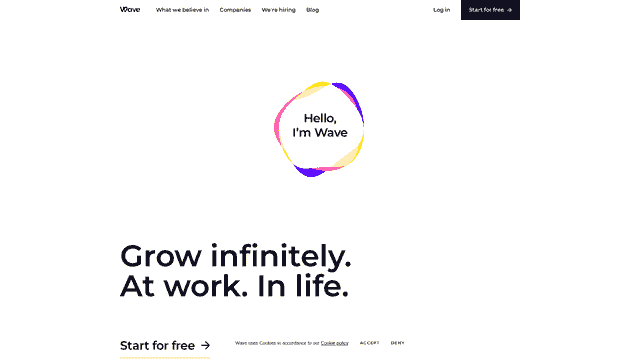 Wave
What we believe in
Companies
We're hiring
Blog
Log in
Start for free →
Hello,
I'm Wave
Grow infinitely.
At work. In life.
Start for free →
Wave uses Cookies in accordance to our Cookie policy
ACCEPT
DENY